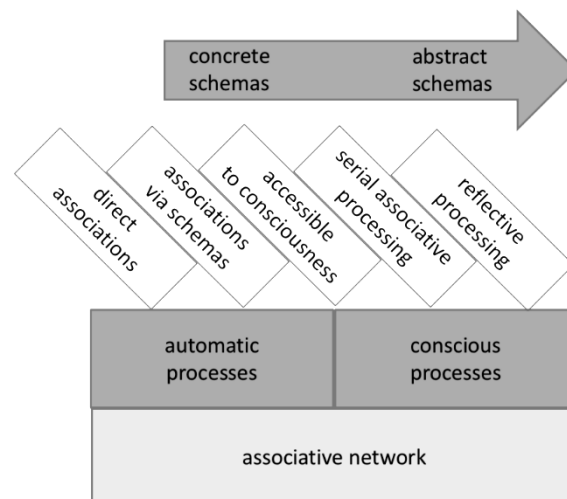 concrete
schemas
abstract
schemas
direct
associations
associations
via schemas
accessible
to consciousness
serial associative
processing
reflective
processing
automatic
processes
conscious
processes
associative network